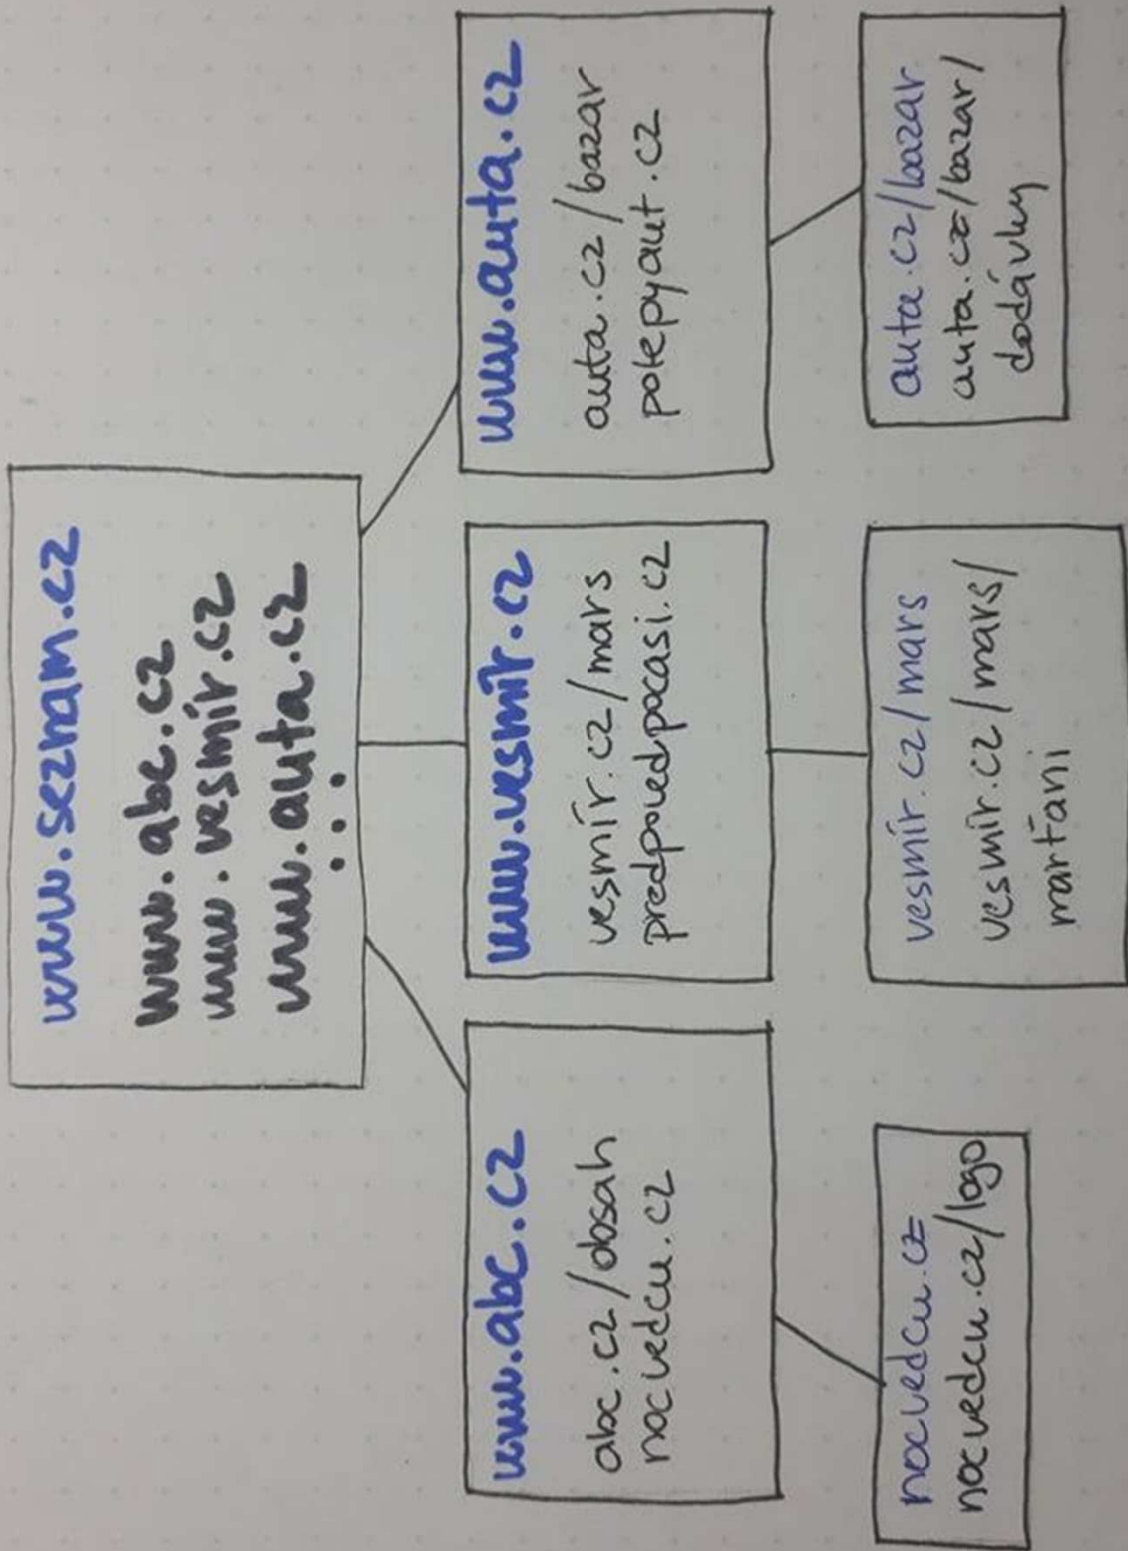 www.seznam.cz
www.abc.cz
www.vesmír.cz
www.auta.cz
...
www.abc.cz
abc.cz/obsah
nocvedcu.cz
www.vesmír.cz
vesmír.cz/mars
predpovedpocasi.cz
www.auta.cz
auta.cz/bazar
polepyaut.cz
nocvedcu.cz
nocvedcu.cz/logo
vesmír.cz/mars
vesmír.cz/mars/
marťani
auta.cz/bazar
auta.cz/bazar/
dodávky